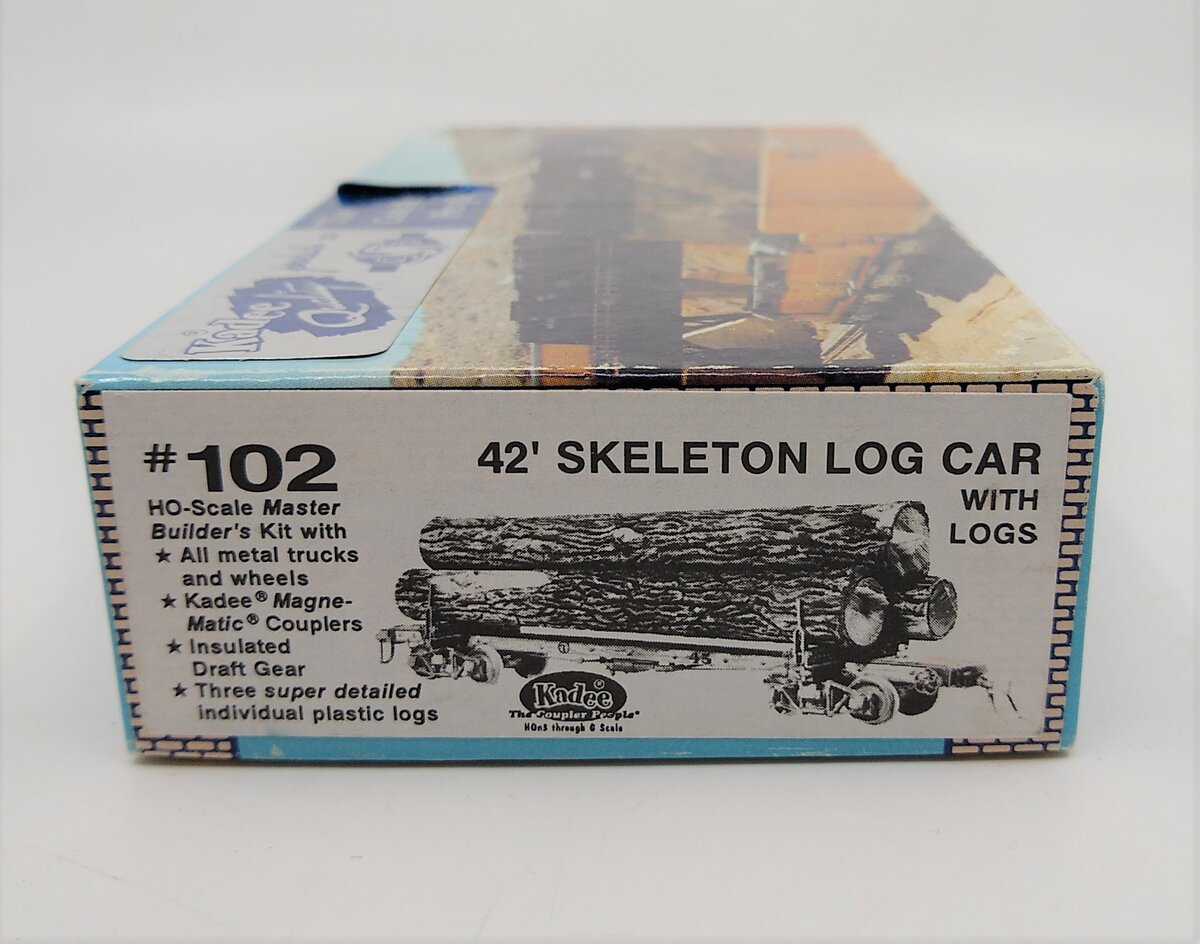 Kadee®
Quality
#102
42' SKELETON LOG CAR
WITH
LOGS
HO-Scale Master
Builder's Kit with
★ All metal trucks
and wheels
★ Kadee® Magne-
Matic® Couplers
★ Insulated
Draft Gear
★ Three super detailed
individual plastic logs
Kadee®
The Coupler People®
HOn3 through G Scale